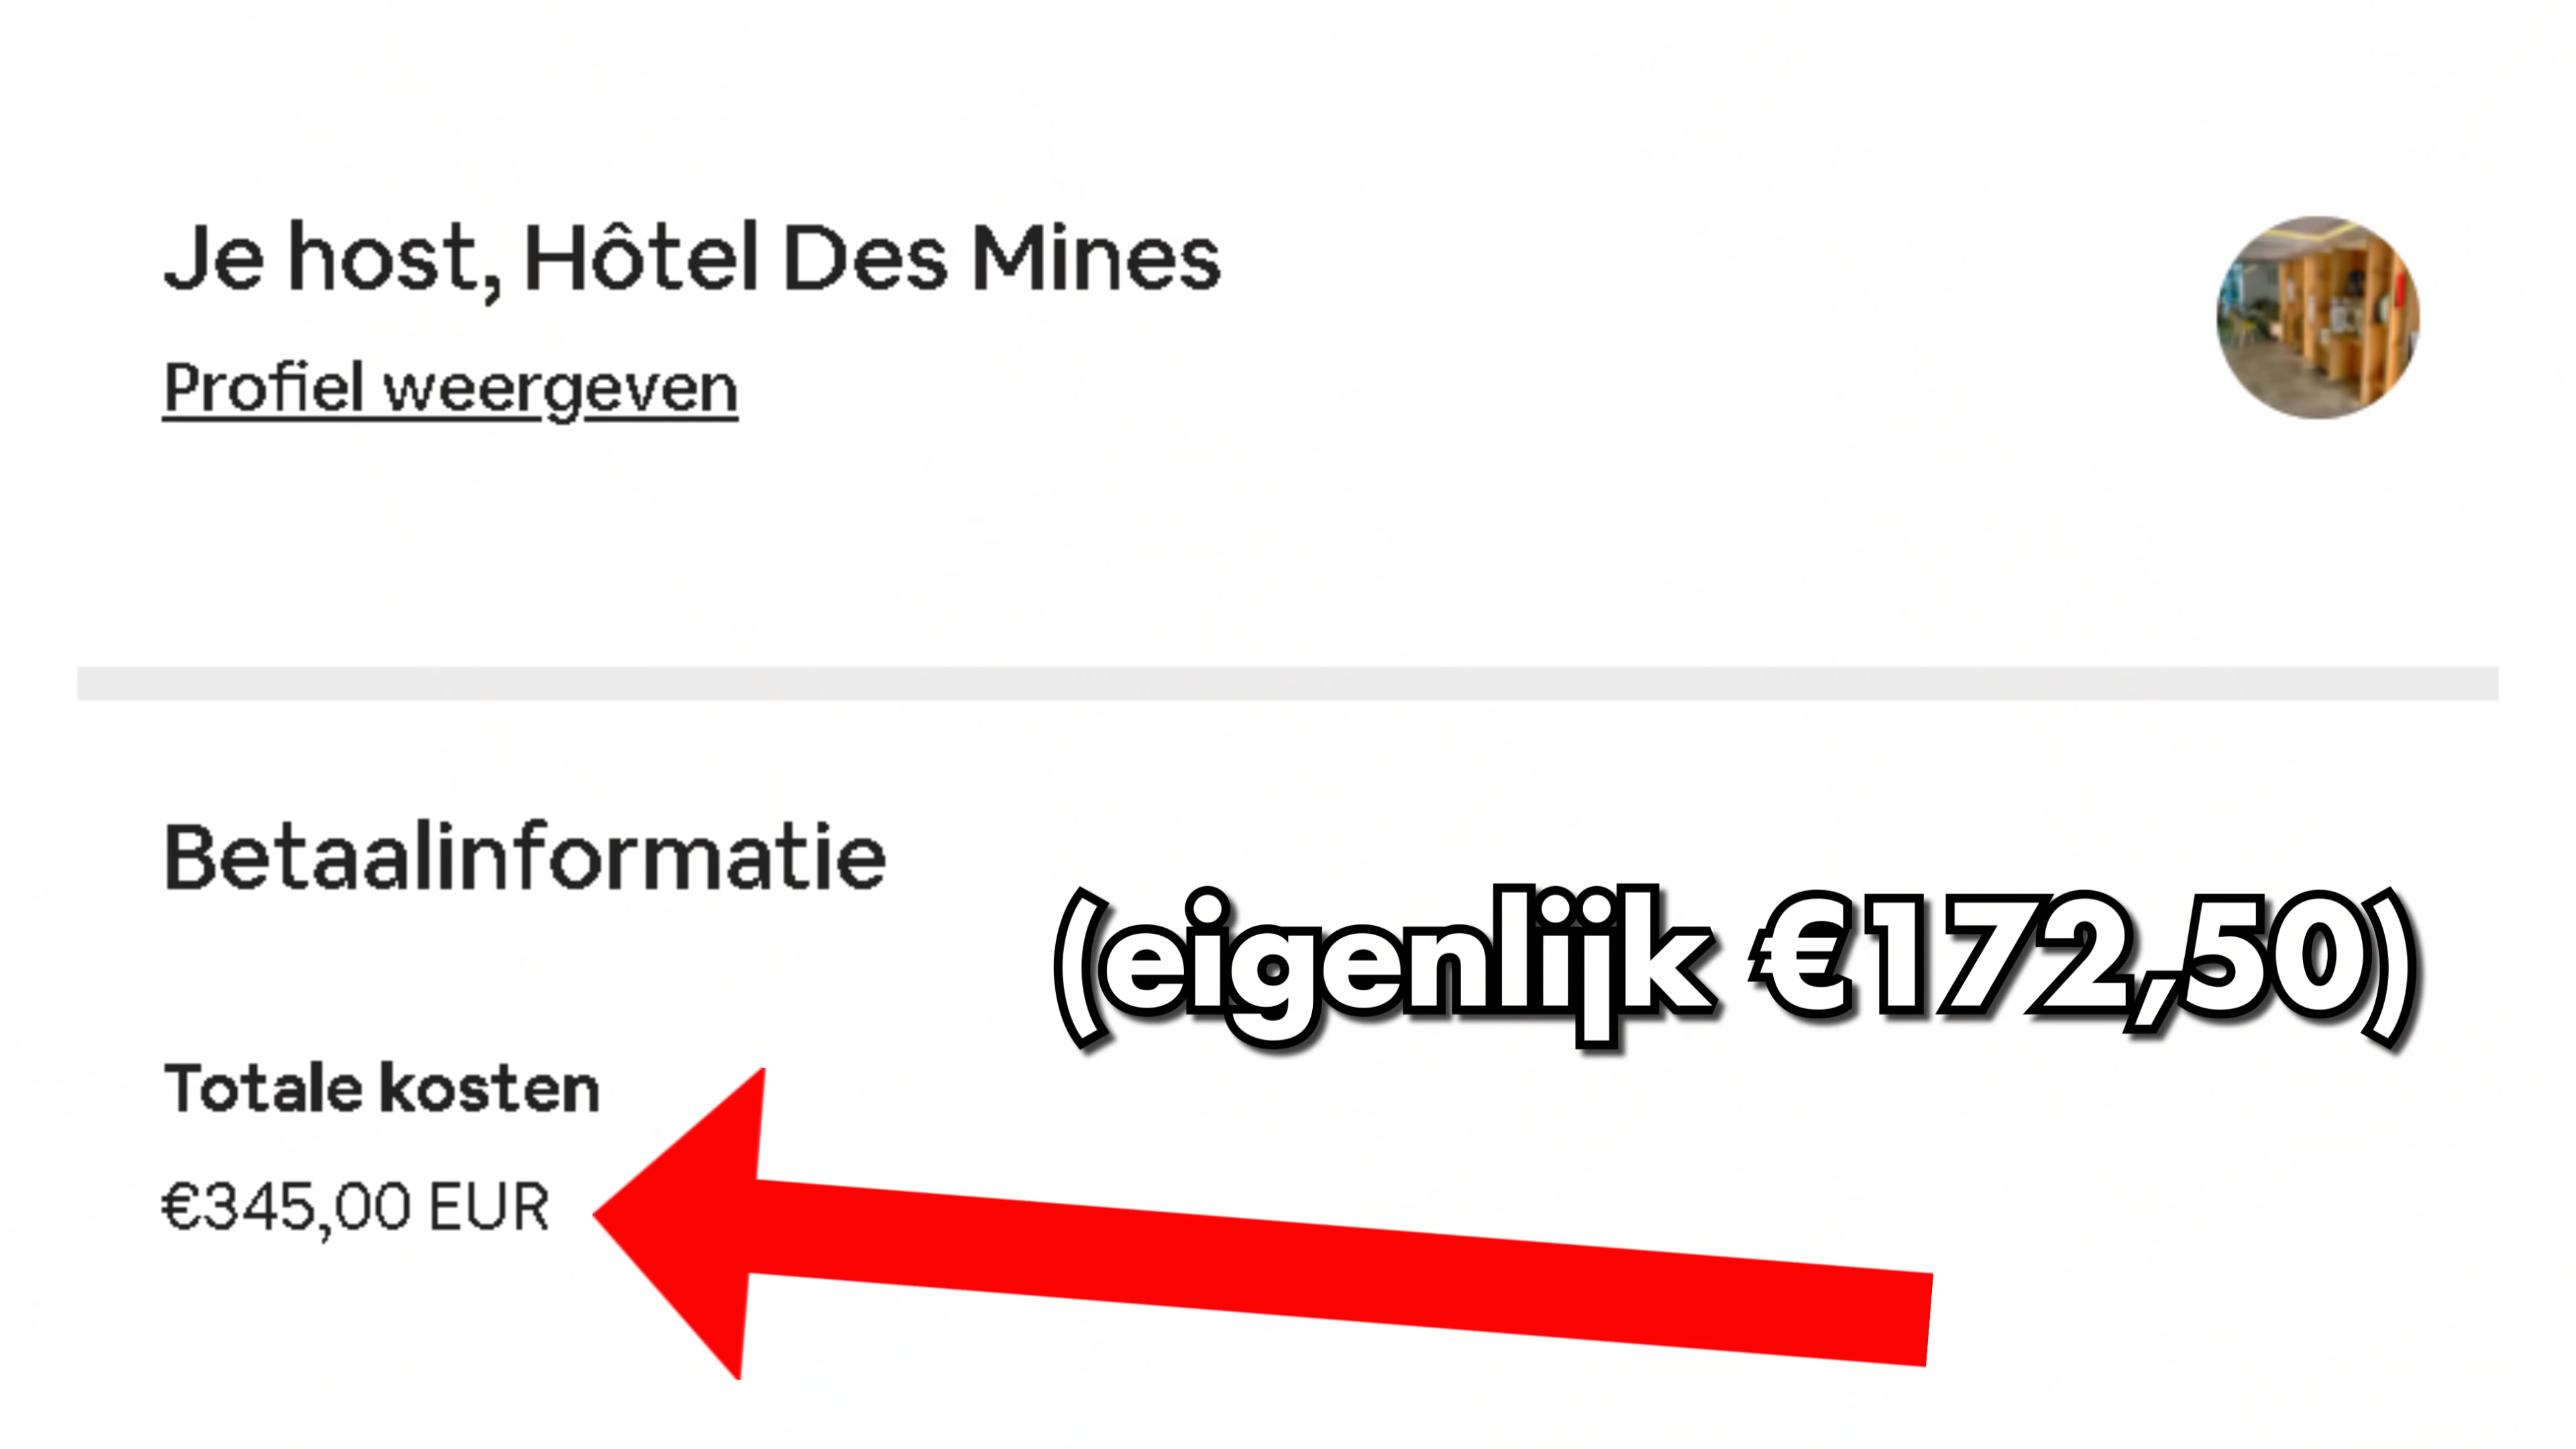 Je host, Hôtel Des Mines
Profiel weergeven
Betaalinformatie
(eigenlijk €172,50)
Totale kosten
€345,00 EUR